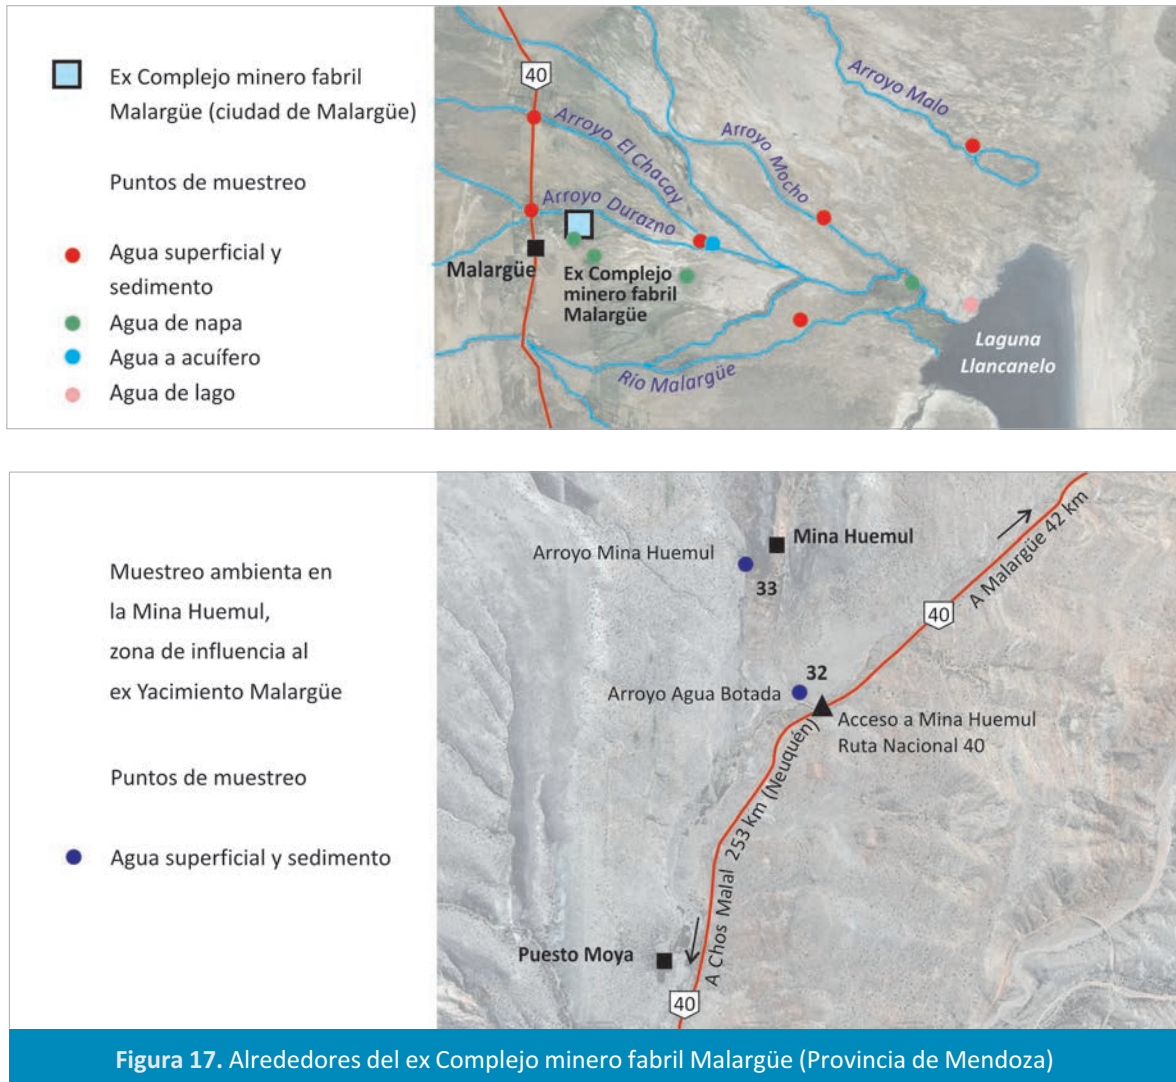 Ex Complejo minero fabril
Malargüe (ciudad de Malargüe)
Puntos de muestreo
Agua superficial y
sedimento
Agua de napa
Agua a acuífero
Agua de lago
40
Arroyo Malo
Arroyo Mocho
Arroyo El Chacay
Arroyo Durazno
Malargüe
Ex Complejo
minero fabril
Malargüe
Río Malargüe
Laguna
Llancanelo
Muestreo ambienta en
la Mina Huemul,
zona de influencia al
ex Yacimiento Malargüe
Puntos de muestreo
Agua superficial y sedimento
Mina Huemul
Arroyo Mina Huemul
33
A Malargüe 42 km
40
32
Arroyo Agua Botada
Acceso a Mina Huemul
Ruta Nacional 40
A Chos Malal 253 km (Neuquén)
Puesto Moya
40
Figura 17. Alrededores del ex Complejo minero fabril Malargüe (Provincia de Mendoza)